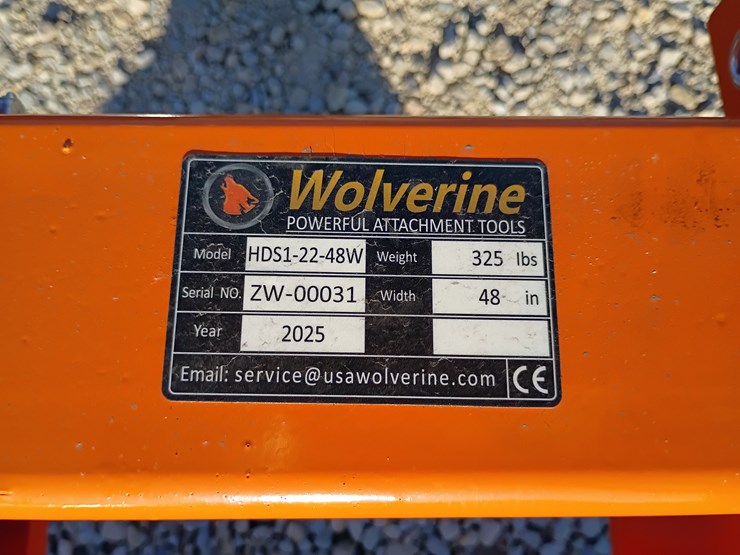 Wolverine
POWERFUL ATTACHMENT TOOLS
Model HDS1-22-48W Weight 325 lbs
Serial NO. ZW-00031 Width 48 in
Year 2025
Email: service@usawolverine.com CE